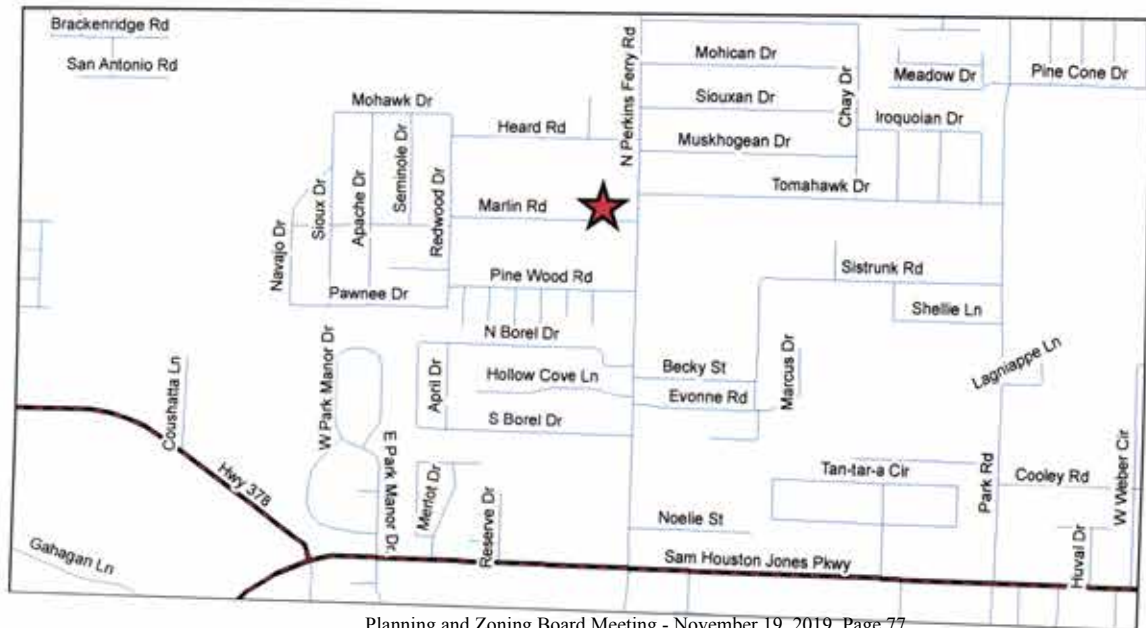 Brackenridge Rd
San Antonio Rd
Mohawk Dr
Heard Rd
N Perkins Ferry Rd
Mohican Dr
Siouxan Dr
Muskhogean Dr
Chay Dr
Meadow Dr
Iroquoian Dr
Pine Cone Dr
Tomahawk Dr
Navajo Dr
Sioux Dr
Apache Dr
Seminole Dr
Redwood Dr
Marlin Rd
Pawnee Dr
Pine Wood Rd
Sistrunk Rd
Shellie Ln
N Borel Dr
Hollow Cove Ln
April Dr
S Borel Dr
Becky St
Evonne Rd
Marcus Dr
Lagniappe Ln
Coushatta Ln
W Park Manor Dr
E Park Manor Dr.
Merlot Dr
Reserve Dr
Hwy 378
Gahagan Ln
Noelie St
Tan-tar-a Cir
Park Rd
Cooley Rd
W Weber Cir
Huval Dr
Sam Houston Jones Pkwy
Planning and Zoning Board Meeting - November 19, 2019 Page 77